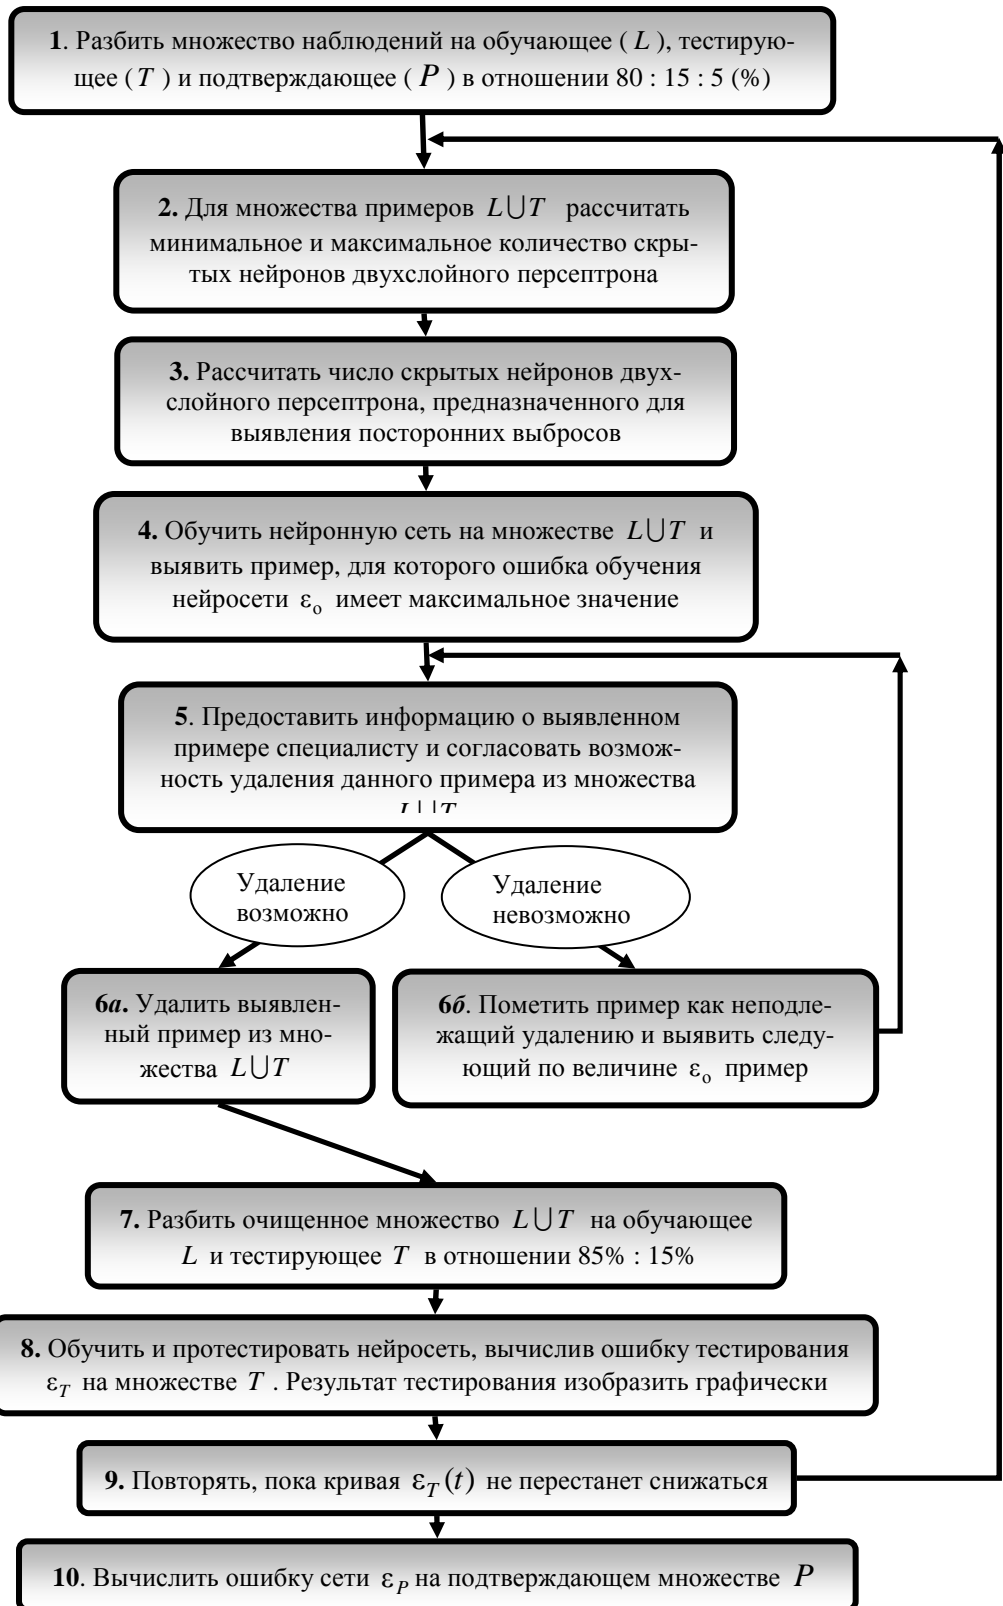 1. Разбить множество наблюдений на обучающее ( L ), тестирую-
щее ( T ) и подтверждающее ( P ) в отношении 80 : 15 : 5 (%)
2. Для множества примеров L⋃T рассчитать
минимальное и максимальное количество скры-
тых нейронов двухслойного персептрона
3. Рассчитать число скрытых нейронов двух-
слойного персептрона, предназначенного для
выявления посторонних выбросов
4. Обучить нейронную сеть на множестве L⋃T и
выявить пример, для которого ошибка обучения
нейросети εₒ имеет максимальное значение
5. Предоставить информацию о выявленном
примере специалисту и согласовать возмож-
ность удаления данного примера из множества
Удаление
возможно
Удаление
невозможно
6а. Удалить выявлен-
ный пример из мно-
жества L⋃T
6б. Пометить пример как неподле-
жащий удалению и выявить следу-
ющий по величине εₒ пример
7. Разбить очищенное множество L⋃T на обучающее
L и тестирующее T в отношении 85% : 15%
8. Обучить и протестировать нейросеть, вычислив ошибку тестирования
ε_T на множестве T . Результат тестирования изобразить графически
9. Повторять, пока кривая ε_T(t) не перестанет снижаться
10. Вычислить ошибку сети ε_P на подтверждающем множестве P